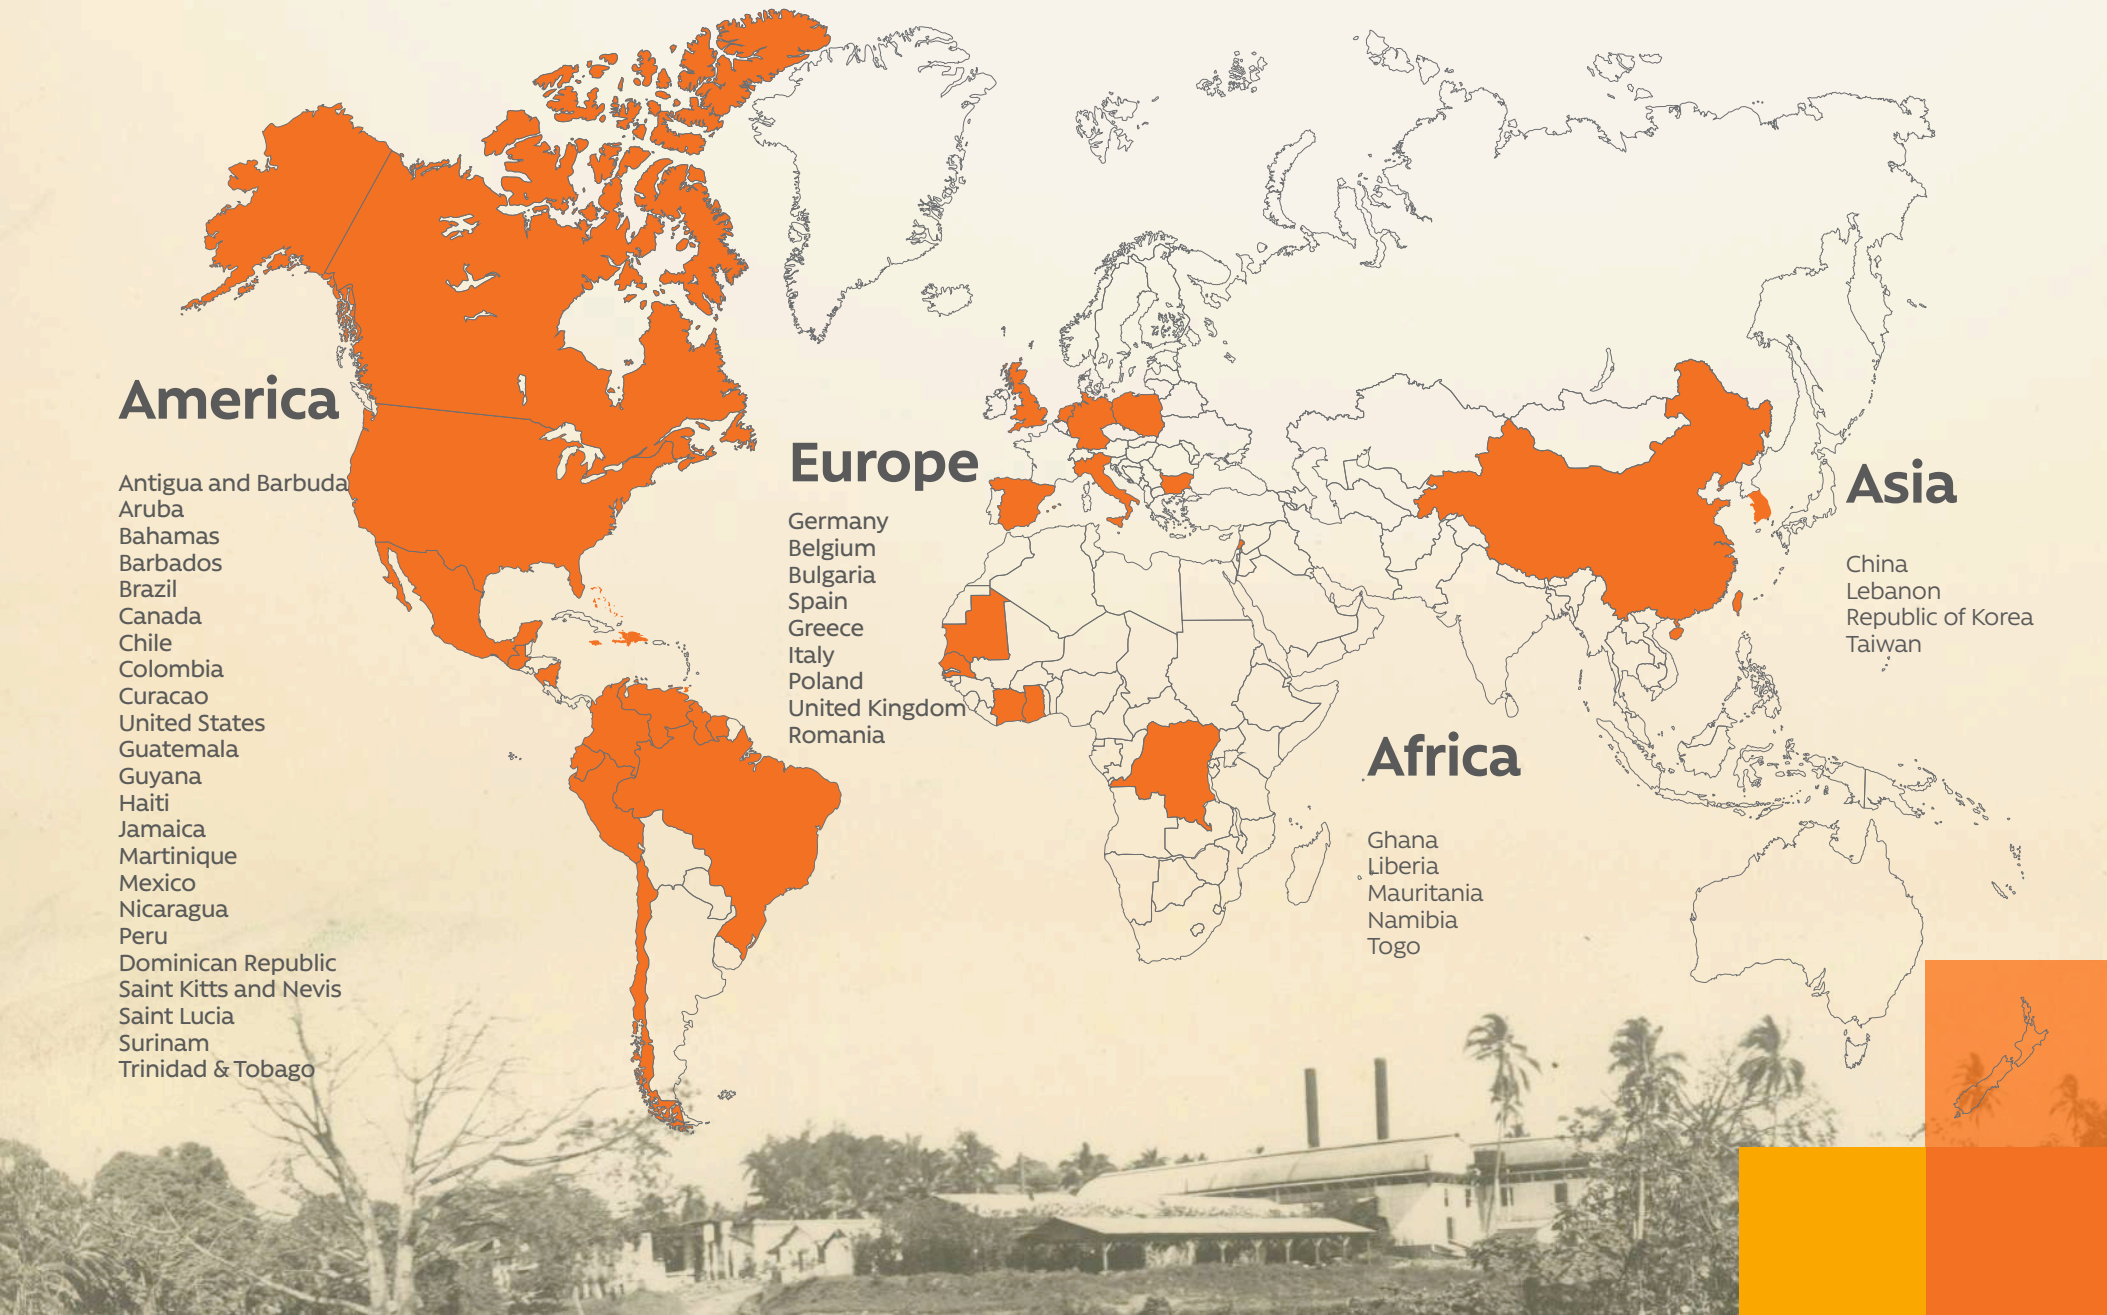 America
Antigua and Barbuda
Aruba
Bahamas
Barbados
Brazil
Canada
Chile
Colombia
Curacao
United States
Guatemala
Guyana
Haiti
Jamaica
Martinique
Mexico
Nicaragua
Peru
Dominican Republic
Saint Kitts and Nevis
Saint Lucia
Surinam
Trinidad & Tobago
Europe
Germany
Belgium
Bulgaria
Spain
Greece
Italy
Poland
United Kingdom
Romania
Africa
Ghana
Liberia
Mauritania
Namibia
Togo
Asia
China
Lebanon
Republic of Korea
Taiwan